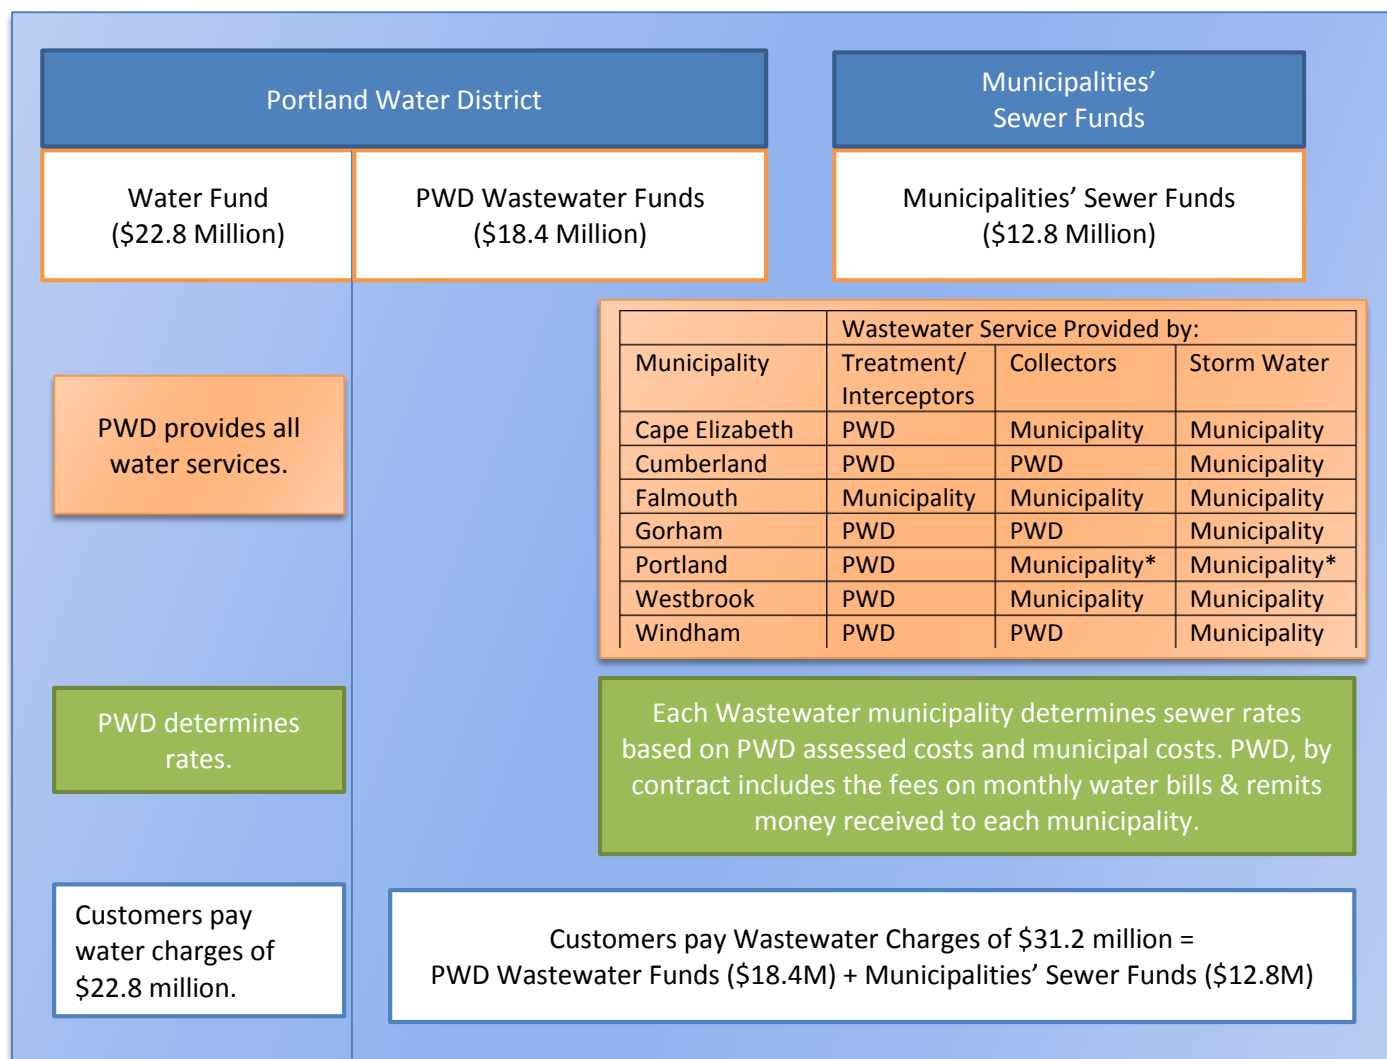 Portland Water District
Municipalities’
Sewer Funds
Water Fund
($22.8 Million)
PWD Wastewater Funds
($18.4 Million)
Municipalities’ Sewer Funds
($12.8 Million)
PWD provides all
water services.
Wastewater Service Provided by:
Municipality Treatment/ Collectors Storm Water
Interceptors
Cape Elizabeth PWD Municipality Municipality
Cumberland PWD PWD Municipality
Falmouth Municipality Municipality Municipality
Gorham PWD PWD Municipality
Portland PWD Municipality* Municipality*
Westbrook PWD Municipality Municipality
Windham PWD PWD Municipality
PWD determines
rates.
Each Wastewater municipality determines sewer rates
based on PWD assessed costs and municipal costs. PWD, by
contract includes the fees on monthly water bills & remits
money received to each municipality.
Customers pay
water charges of
$22.8 million.
Customers pay Wastewater Charges of $31.2 million =
PWD Wastewater Funds ($18.4M) + Municipalities’ Sewer Funds ($12.8M)